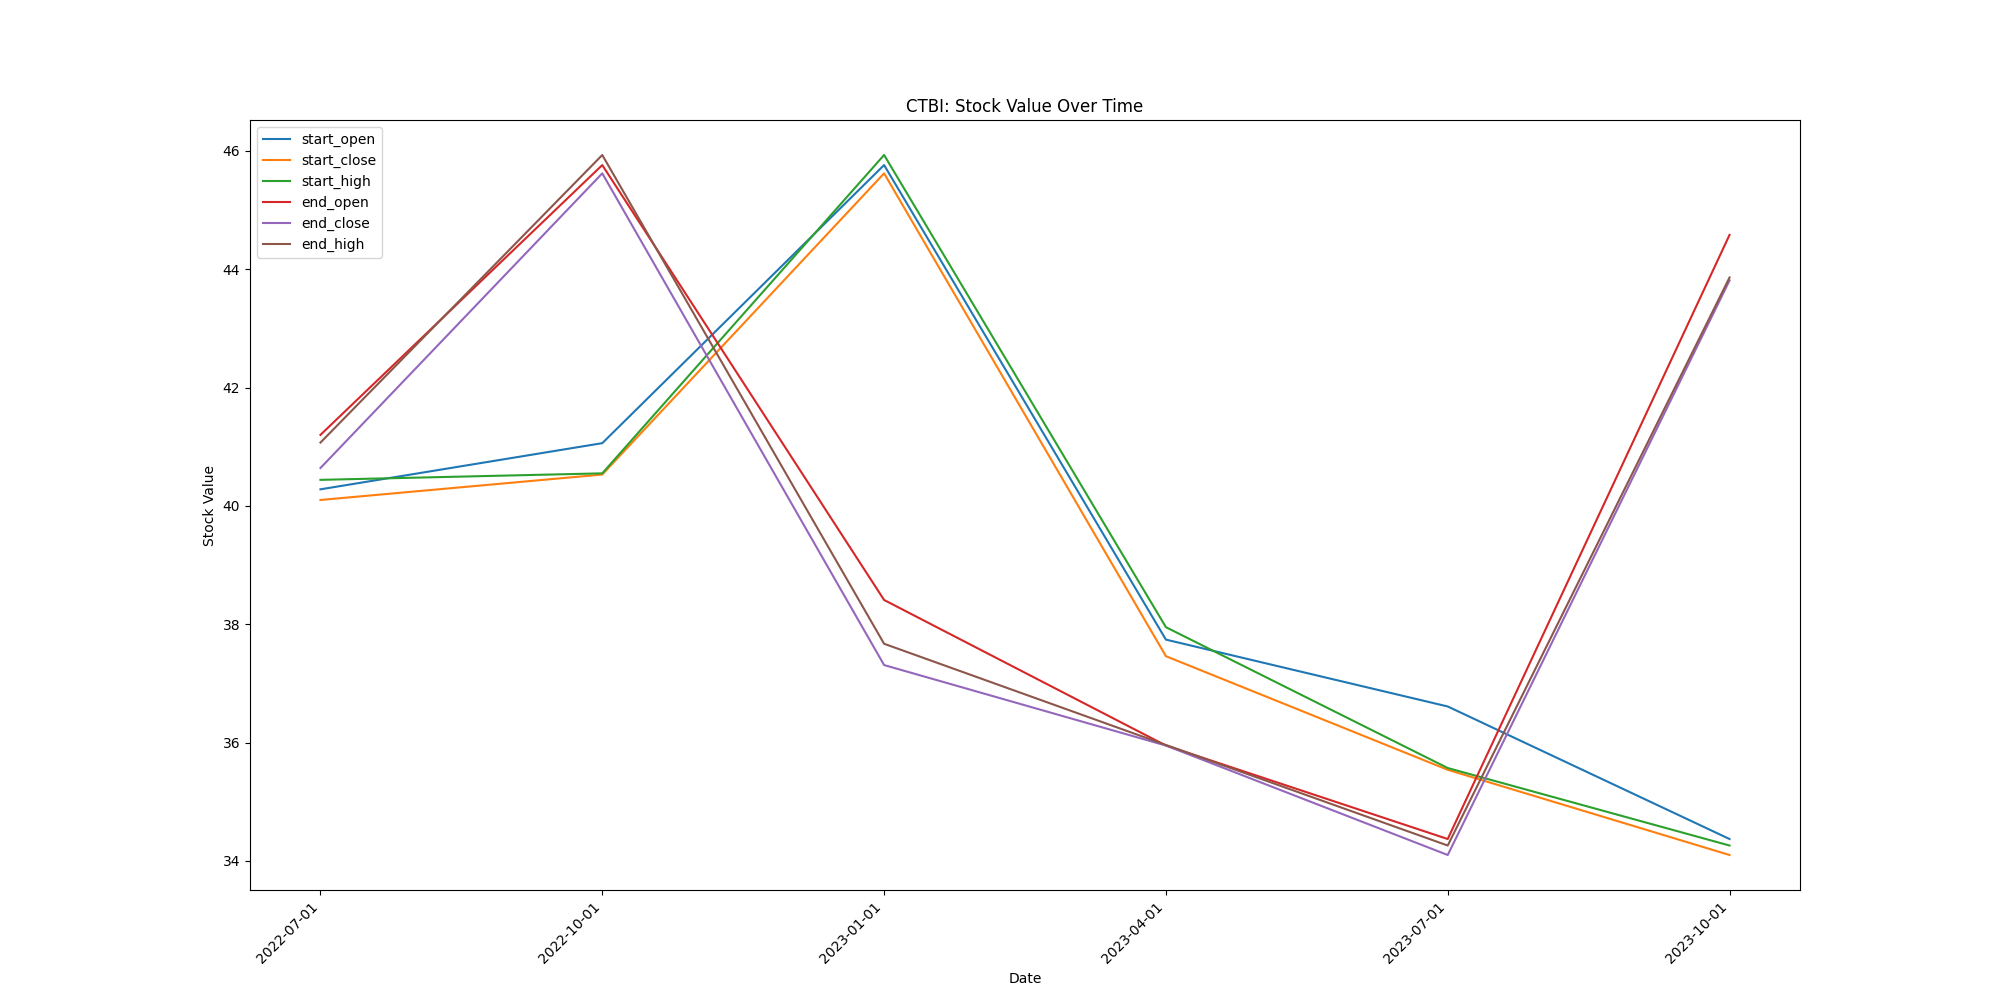 CTBI: Stock Value Over Time
start_open
start_close
start_high
end_open
end_close
end_high
46
44
42
40
38
36
34
Stock Value
2022-07-01
2022-10-01
2023-01-01
2023-04-01
2023-07-01
2023-10-01
Date